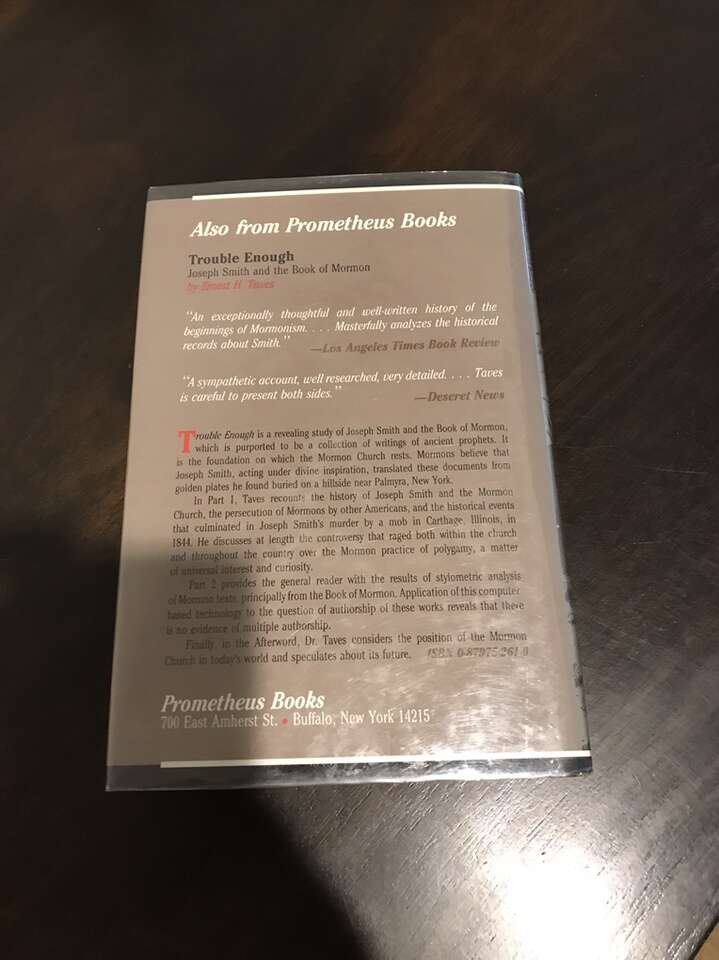 Also from Prometheus Books
Trouble Enough
Joseph Smith and the Book of Mormon
by Ernest H. Taves
“An exceptionally thoughtful and well-written history of the
beginnings of Mormonism. . . . Masterfully analyzes the historical
records about Smith.”
—Los Angeles Times Book Review
“A sympathetic account, well researched, very detailed. . . . Taves
is careful to present both sides.”
—Deseret News
Trouble Enough is a revealing study of Joseph Smith and the Book of Mormon,
which is purported to be a collection of writings of ancient prophets. It
is the foundation on which the Mormon Church rests. Mormons believe that
Joseph Smith, acting under divine inspiration, translated these documents from
golden plates he found buried on a hillside near Palmyra, New York.
In Part 1, Taves recounts the history of Joseph Smith and the Mormon
Church, the persecution of Mormons by other Americans, and the historical events
that culminated in Joseph Smith's murder by a mob in Carthage, Illinois, in
1844. He discusses at length the controversy that raged both within the church
and throughout the country over the Mormon practice of polygamy, a matter
of universal interest and curiosity.
Part 2 provides the general reader with the results of stylometric analysis
of Mormon texts, principally from the Book of Mormon. Application of this computer
based technology to the question of authorship of these works reveals that there
is no evidence of multiple authorship.
Finally, in the Afterword, Dr. Taves considers the position of the Mormon
Church in today's world and speculates about its future. ISBN 0-87975-261-9
Prometheus Books
700 East Amherst St. • Buffalo, New York 14215